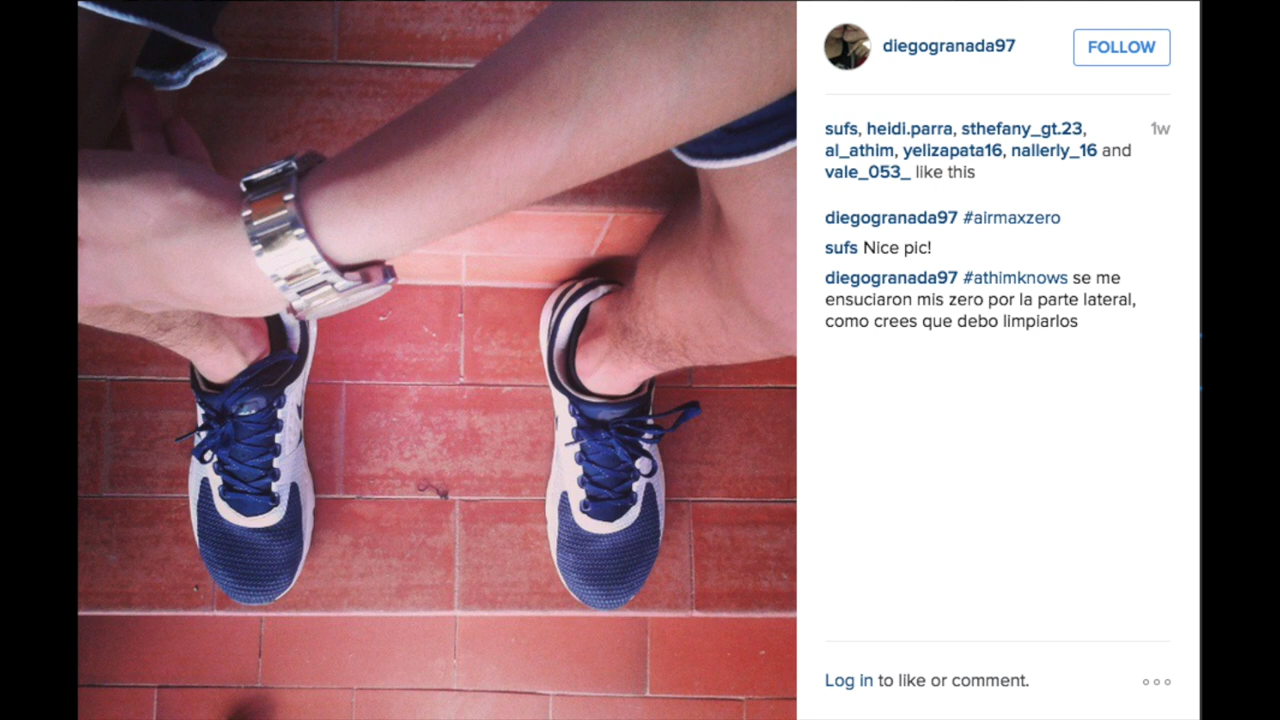 diegogranada97
FOLLOW
sufs, heidi.parra, sthefany_gt.23,
1w
al_athim, yelizapata16, nallerly_16 and
vale_053_ like this
diegogranada97 #airmaxzero
sufs Nice pic!
diegogranada97 #athimknows se me
ensuciaron mis zero por la parte lateral,
como crees que debo limpiarlos
Log in to like or comment.